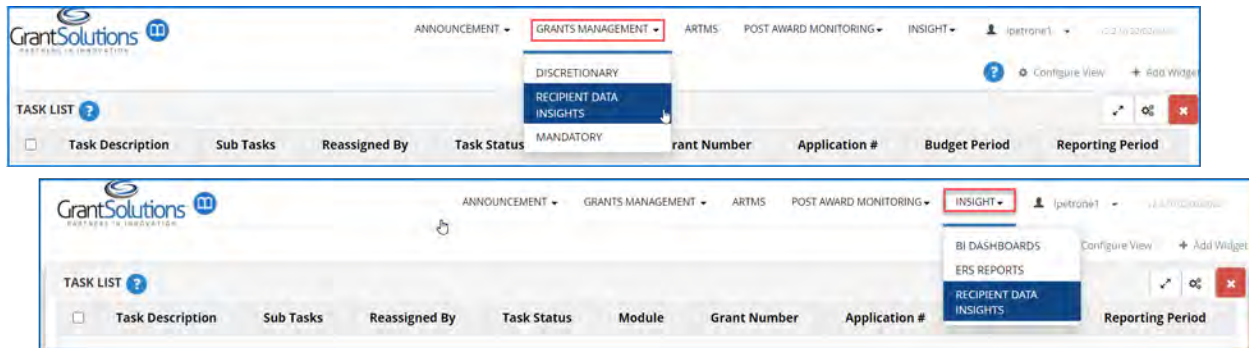 GrantSolutions
PARTNERS IN INNOVATION
ANNOUNCEMENT GRANTS MANAGEMENT ARTMS POST AWARD MONITORING INSIGHT lpetrone1
DISCRETIONARY
RECIPIENT DATA
INSIGHTS
MANDATORY
? Configure View + Add Widget
TASK LIST ?
Task Description Sub Tasks Reassigned By Task Status rant Number Application # Budget Period Reporting Period
GrantSolutions
PARTNERS IN INNOVATION
ANNOUNCEMENT GRANTS MANAGEMENT ARTMS POST AWARD MONITORING INSIGHT lpetrone1
BI DASHBOARDS
ERS REPORTS
RECIPIENT DATA
INSIGHTS
Configure View + Add Widget
TASK LIST ?
Task Description Sub Tasks Reassigned By Task Status Module Grant Number Application # Reporting Period